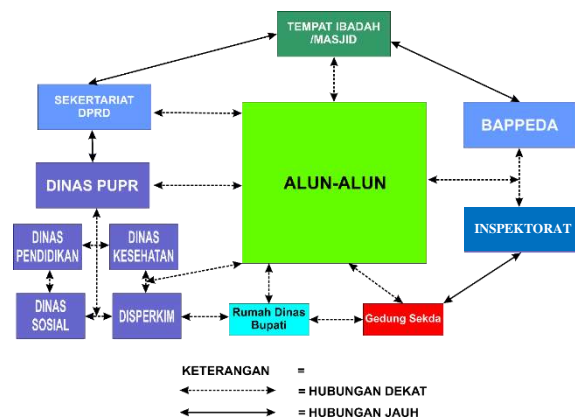 TEMPAT IBADAH
/MASJID
SEKERTARIAT
DPRD
BAPPEDA
DINAS PUPR
ALUN-ALUN
INSPEKTORAT
DINAS
PENDIDIKAN
DINAS
KESEHATAN
DINAS
SOSIAL
DISPERKIM
Rumah Dinas
Bupati
Gedung Sekda
KETERANGAN =
= HUBUNGAN DEKAT
= HUBUNGAN JAUH